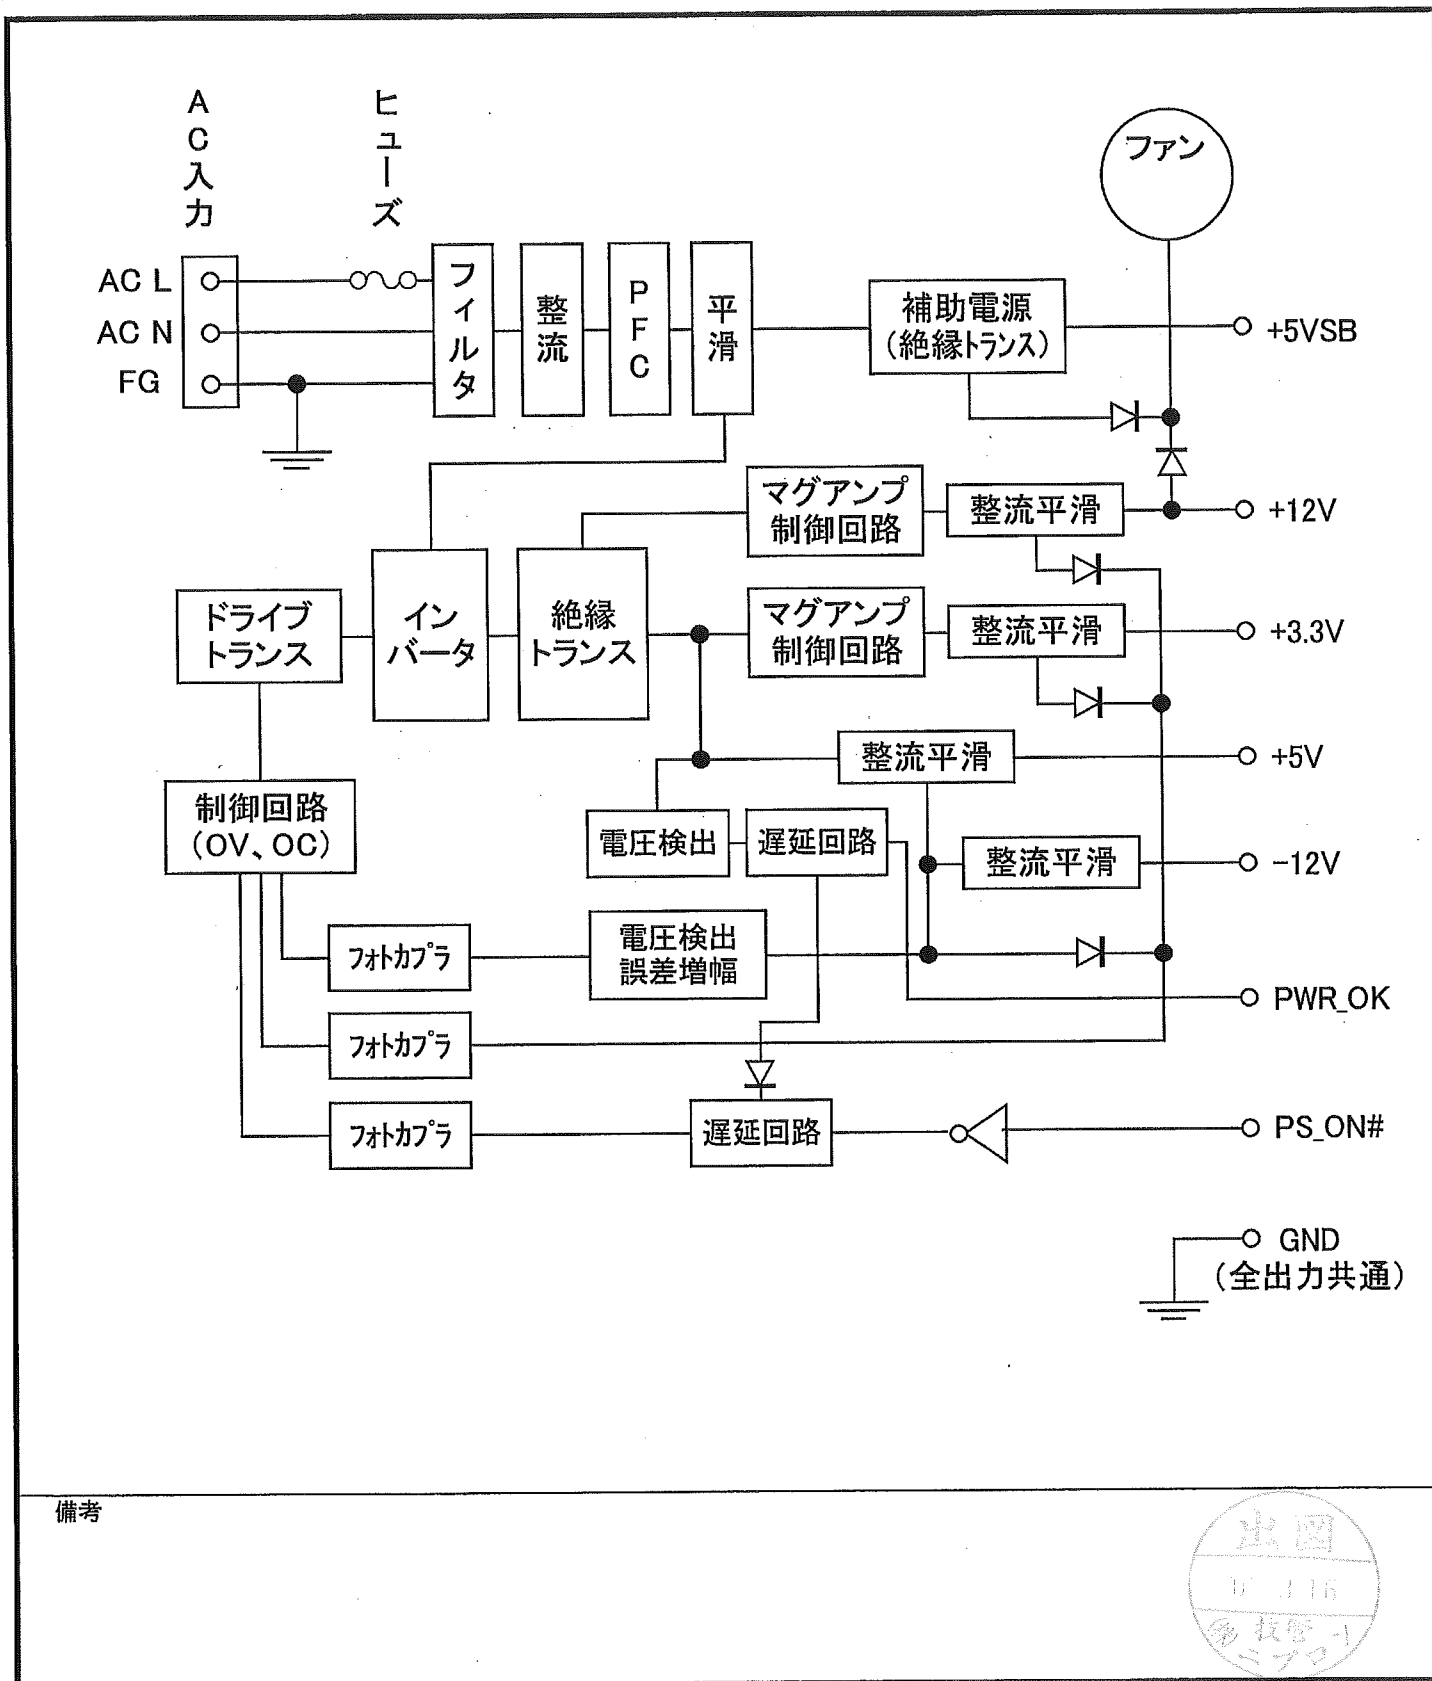 AC入力
ヒューズ
ファン
AC L
AC N
FG
フィルタ
整流
PFC
平滑
補助電源
(絶縁トランス)
+5VSB
マグアンプ
制御回路
整流平滑
+12V
ドライブ
トランス
イン
バータ
絶縁
トランス
マグアンプ
制御回路
整流平滑
+3.3V
整流平滑
+5V
制御回路
(OV、OC)
電圧検出
遅延回路
整流平滑
-12V
フォトカプラ
電圧検出
誤差増幅
PWR_OK
フォトカプラ
フォトカプラ
遅延回路
PS_ON#
GND
(全出力共通)
備考
出図
ニプロ